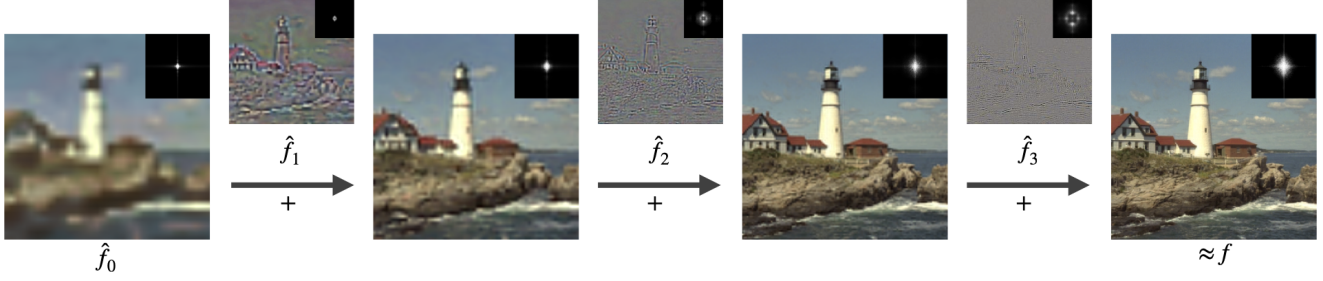 f̂₁
+
f̂₂
+
f̂₃
+
f̂₀
≈ f